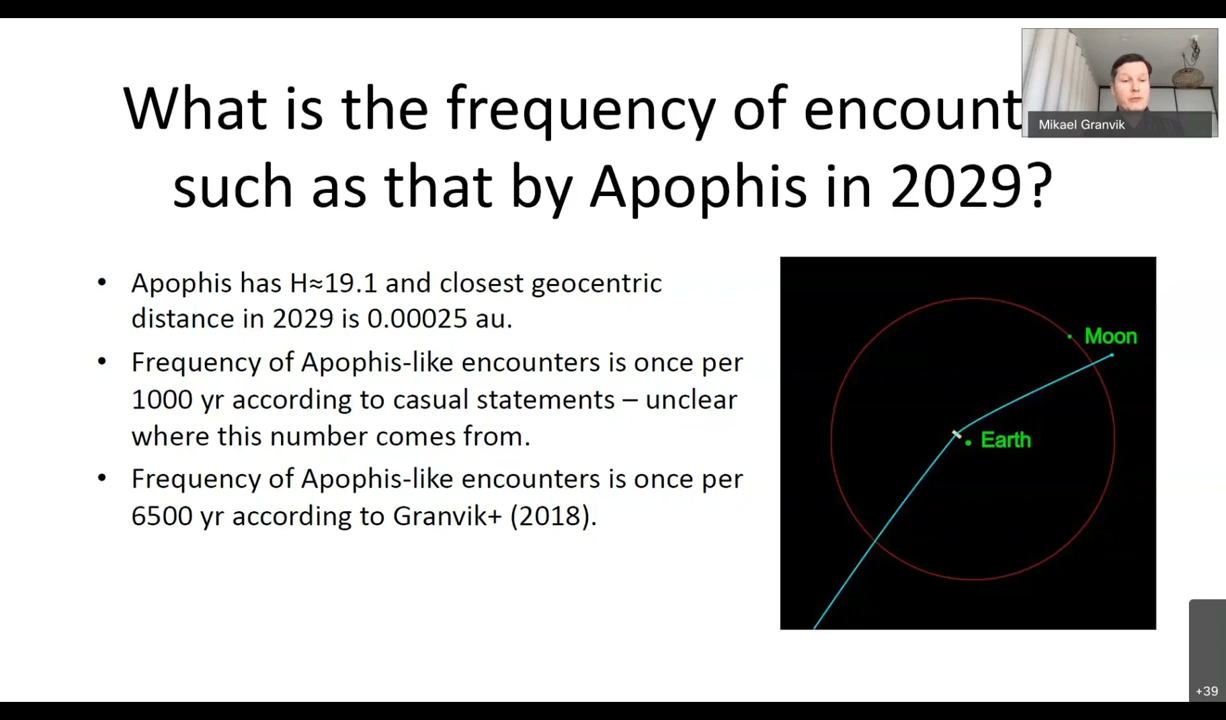 What is the frequency of encount
such as that by Apophis in 2029?
Mikael Granvik
• Apophis has H≈19.1 and closest geocentric
distance in 2029 is 0.00025 au.
• Frequency of Apophis-like encounters is once per
1000 yr according to casual statements – unclear
where this number comes from.
• Frequency of Apophis-like encounters is once per
6500 yr according to Granvik+ (2018).
Moon
Earth
+39